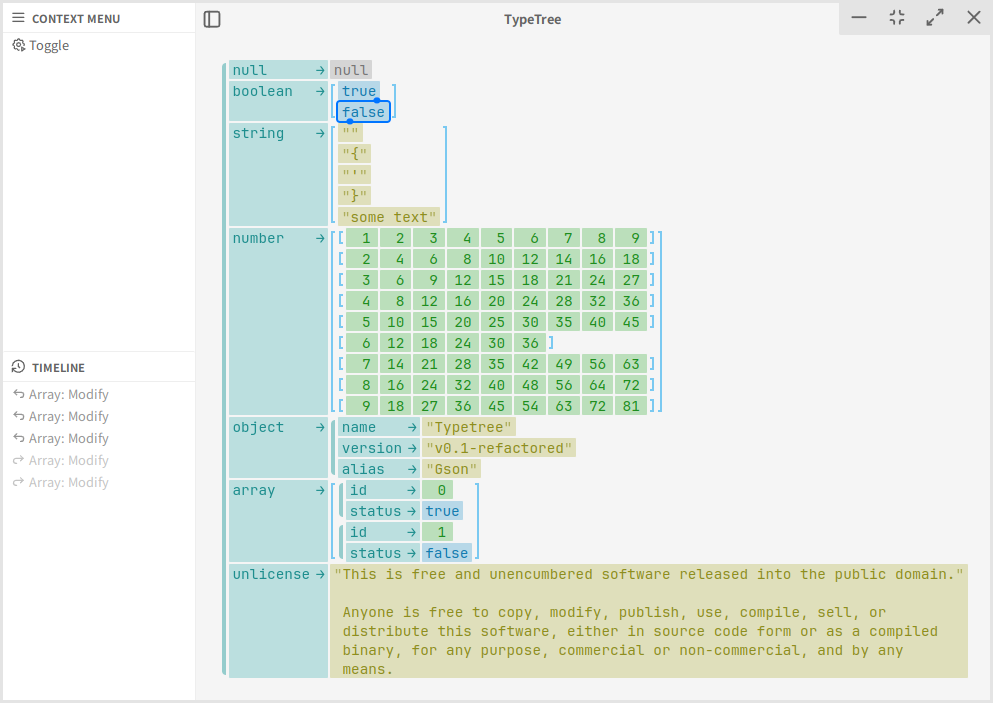 CONTEXT MENU
TypeTree
Toggle
null → null
boolean → [ true
false ]
string → [ ""
"{"
"'"
"}"
"some text" ]
number → [ [ 1 2 3 4 5 6 7 8 9 ]
[ 2 4 6 8 10 12 14 16 18 ]
[ 3 6 9 12 15 18 21 24 27 ]
[ 4 8 12 16 20 24 28 32 36 ]
[ 5 10 15 20 25 30 35 40 45 ]
[ 6 12 18 24 30 36 ]
[ 7 14 21 28 35 42 49 56 63 ]
[ 8 16 24 32 40 48 56 64 72 ]
[ 9 18 27 36 45 54 63 72 81 ] ]
object → name → "Typetree"
version → "v0.1-refactored"
alias → "Gson"
array → [ id → 0
status → true
id → 1
status → false ]
unlicense → "This is free and unencumbered software released into the public domain."
Anyone is free to copy, modify, publish, use, compile, sell, or
distribute this software, either in source code form or as a compiled
binary, for any purpose, commercial or non-commercial, and by any
means.
TIMELINE
Array: Modify
Array: Modify
Array: Modify
Array: Modify
Array: Modify